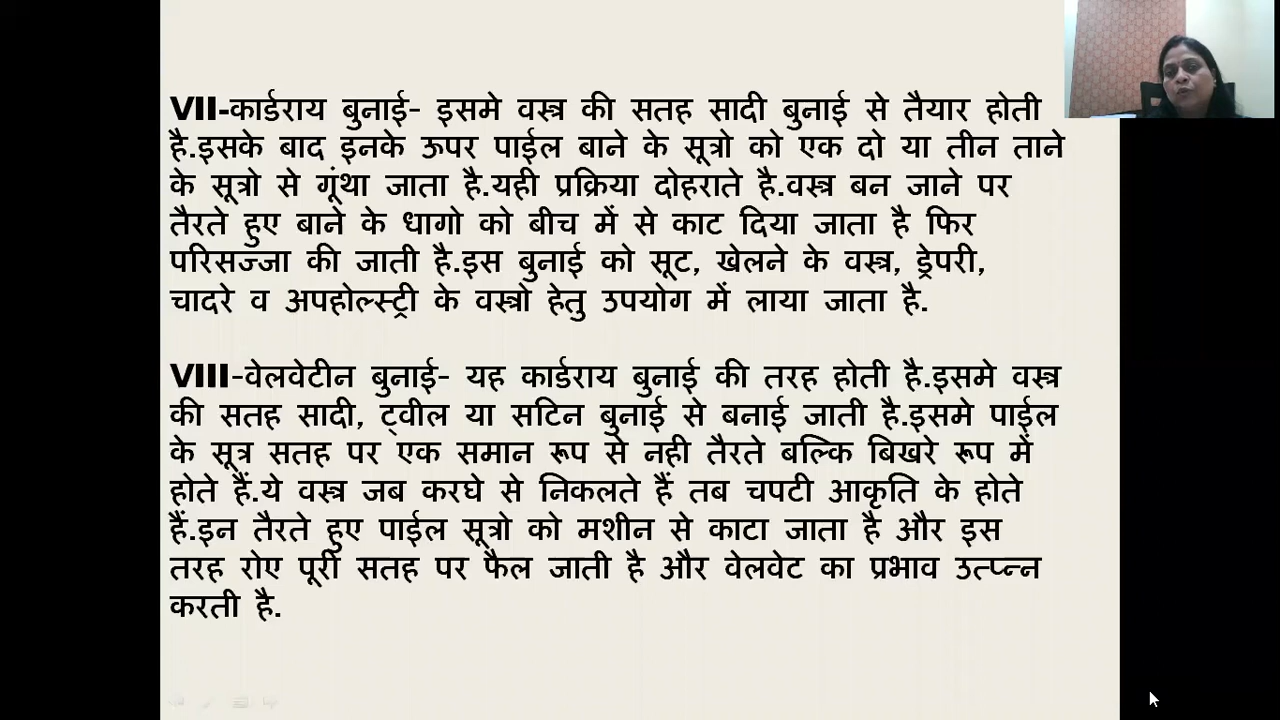 VII-कार्डराय बुनाई- इसमे वस्त्र की सतह सादी बुनाई से तैयार होती
है.इसके बाद इनके ऊपर पाईल बाने के सूत्रो को एक दो या तीन ताने
के सूत्रो से गूंथा जाता है.यही प्रक्रिया दोहराते है.वस्त्र बन जाने पर
तैरते हुए बाने के धागो को बीच में से काट दिया जाता है फिर
परिसज्जा की जाती है.इस बुनाई को सूट, खेलने के वस्त्र, ड्रेपरी,
चादरे व अपहोल्स्ट्री के वस्त्रो हेतु उपयोग में लाया जाता है.
VIII-वेलवेटीन बुनाई- यह कार्डराय बुनाई की तरह होती है.इसमे वस्त्र
की सतह सादी, ट्वील या सटिन बुनाई से बनाई जाती है.इसमे पाईल
के सूत्र सतह पर एक समान रूप से नही तैरते बल्कि बिखरे रूप में
होते हैं.ये वस्त्र जब करघे से निकलते हैं तब चपटी आकृति के होते
हैं.इन तैरते हुए पाईल सूत्रो को मशीन से काटा जाता है और इस
तरह रोए पूरी सतह पर फैल जाती है और वेलवेट का प्रभाव उत्प्न्न
करती है.